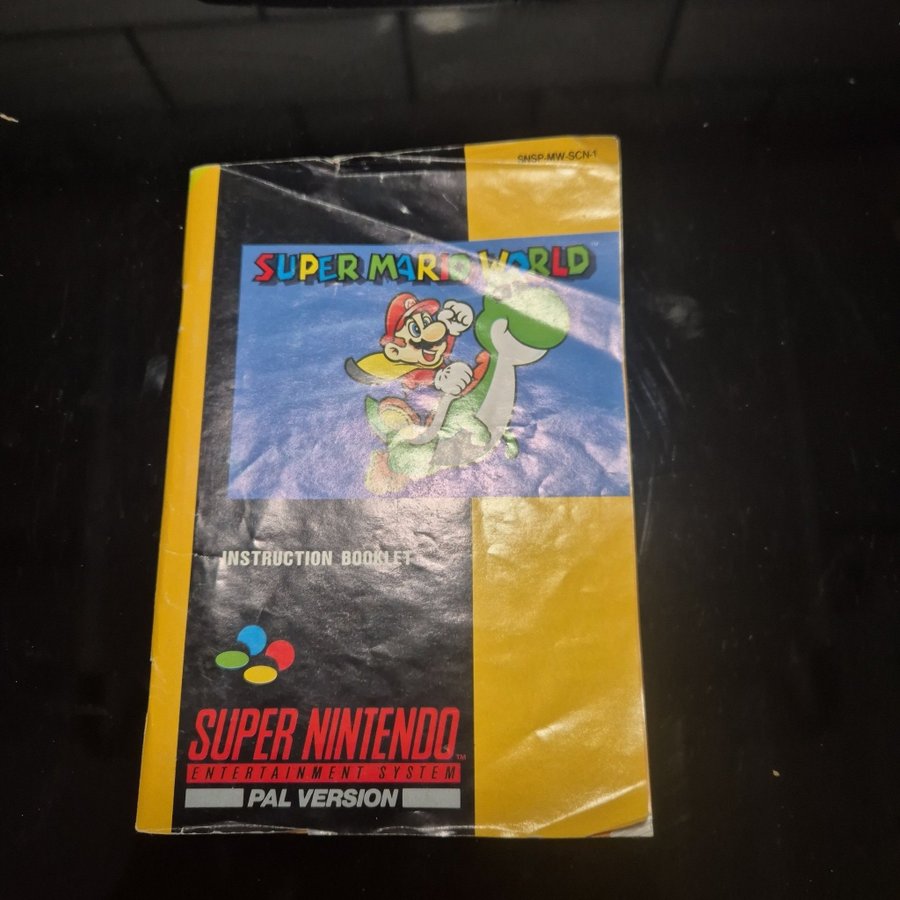 SNSP-MW-SCN-1
SUPER MARIO WORLD
INSTRUCTION BOOKLET
SUPER NINTENDO
ENTERTAINMENT SYSTEM
PAL VERSION